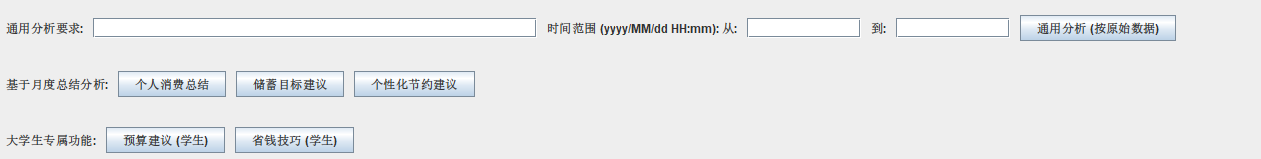 通用分析要求: 时间范围 (yyyy/MM/dd HH:mm): 从: 到: 通用分析 (按原始数据)
基于月度总结分析: 个人消费总结 储蓄目标建议 个性化节约建议
大学生专属功能: 预算建议 (学生) 省钱技巧 (学生)